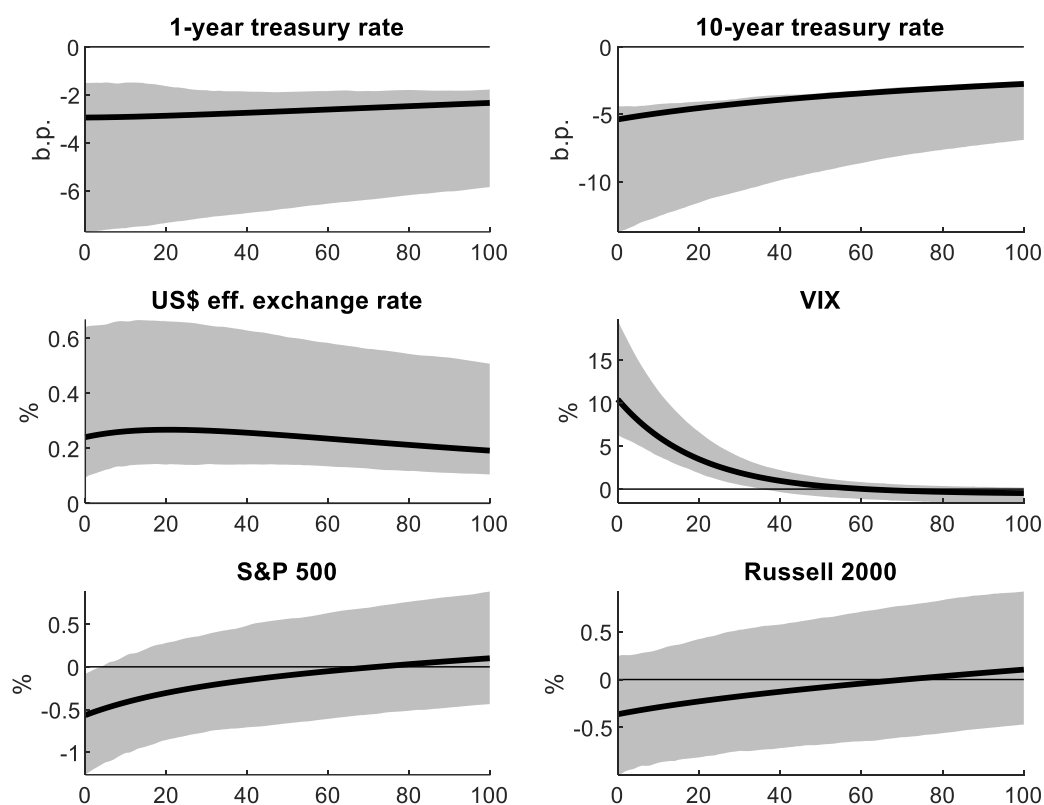 1-year treasury rate
0
-2
-4
-6
b.p.
0 20 40 60 80 100
10-year treasury rate
0
-5
-10
b.p.
0 20 40 60 80 100
US$ eff. exchange rate
0.6
0.4
0.2
0
%
0 20 40 60 80 100
VIX
15
10
5
0
%
0 20 40 60 80 100
S&P 500
0.5
0
-0.5
-1
%
0 20 40 60 80 100
Russell 2000
0.5
0
-0.5
%
0 20 40 60 80 100